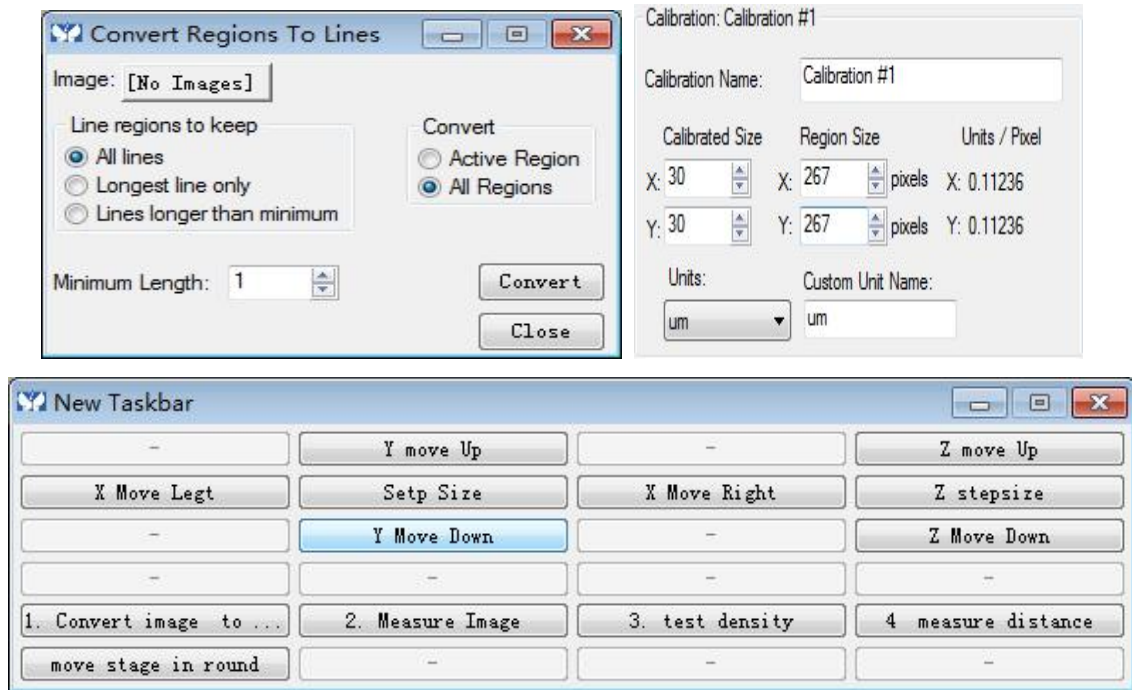 Convert Regions To Lines
Image: [No Images]
Line regions to keep
All lines
Longest line only
Lines longer than minimum
Convert
Active Region
All Regions
Minimum Length: 1
Convert
Close
Calibration: Calibration #1
Calibration Name: Calibration #1
Calibrated Size Region Size Units / Pixel
X: 30 X: 267 pixels X: 0.11236
Y: 30 Y: 267 pixels Y: 0.11236
Units: Custom Unit Name:
um um
New Taskbar
- Y move Up - Z move Up
X Move Legt Setp Size X Move Right Z stepsize
- Y Move Down - Z Move Down
- - - -
1. Convert image to ... 2. Measure Image 3. test density 4 measure distance
move stage in round - - -